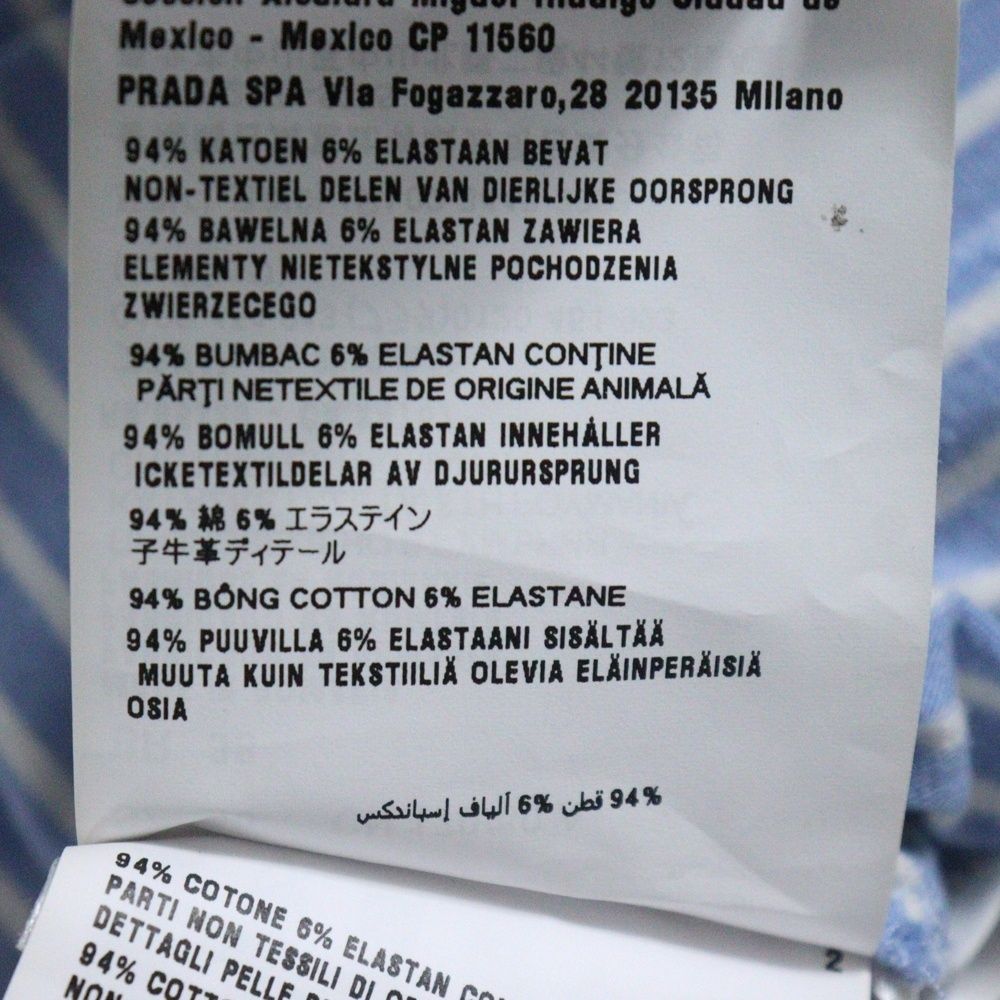 Mexico - Mexico CP 11560
PRADA SPA Via Fogazzaro,28 20135 Milano
94% KATOEN 6% ELASTAAN BEVAT
NON-TEXTIEL DELEN VAN DIERLIJKE OORSPRONG
94% BAWELNA 6% ELASTAN ZAWIERA
ELEMENTY NIETEKSTYLNE POCHODZENIA
ZWIERZECEGO
94% BUMBAC 6% ELASTAN CONŢINE
PĂRŢI NETEXTILE DE ORIGINE ANIMALĂ
94% BOMULL 6% ELASTAN INNEHÅLLER
ICKETEXTILDELAR AV DJURURSPRUNG
94% 綿 6% エラステイン
子牛革ディテール
94% BÔNG COTTON 6% ELASTANE
94% PUUVILLA 6% ELASTAANI SISÄLTÄÄ
MUUTA KUIN TEKSTIILIÄ OLEVIA ELÄINPERÄISIÄ
OSIA
94% قطن 6% ألياف إسباندكس
94% COTONE 6% ELASTAN
PARTI NON TESSILI DI
DETTAGLI PELLE
94%
2